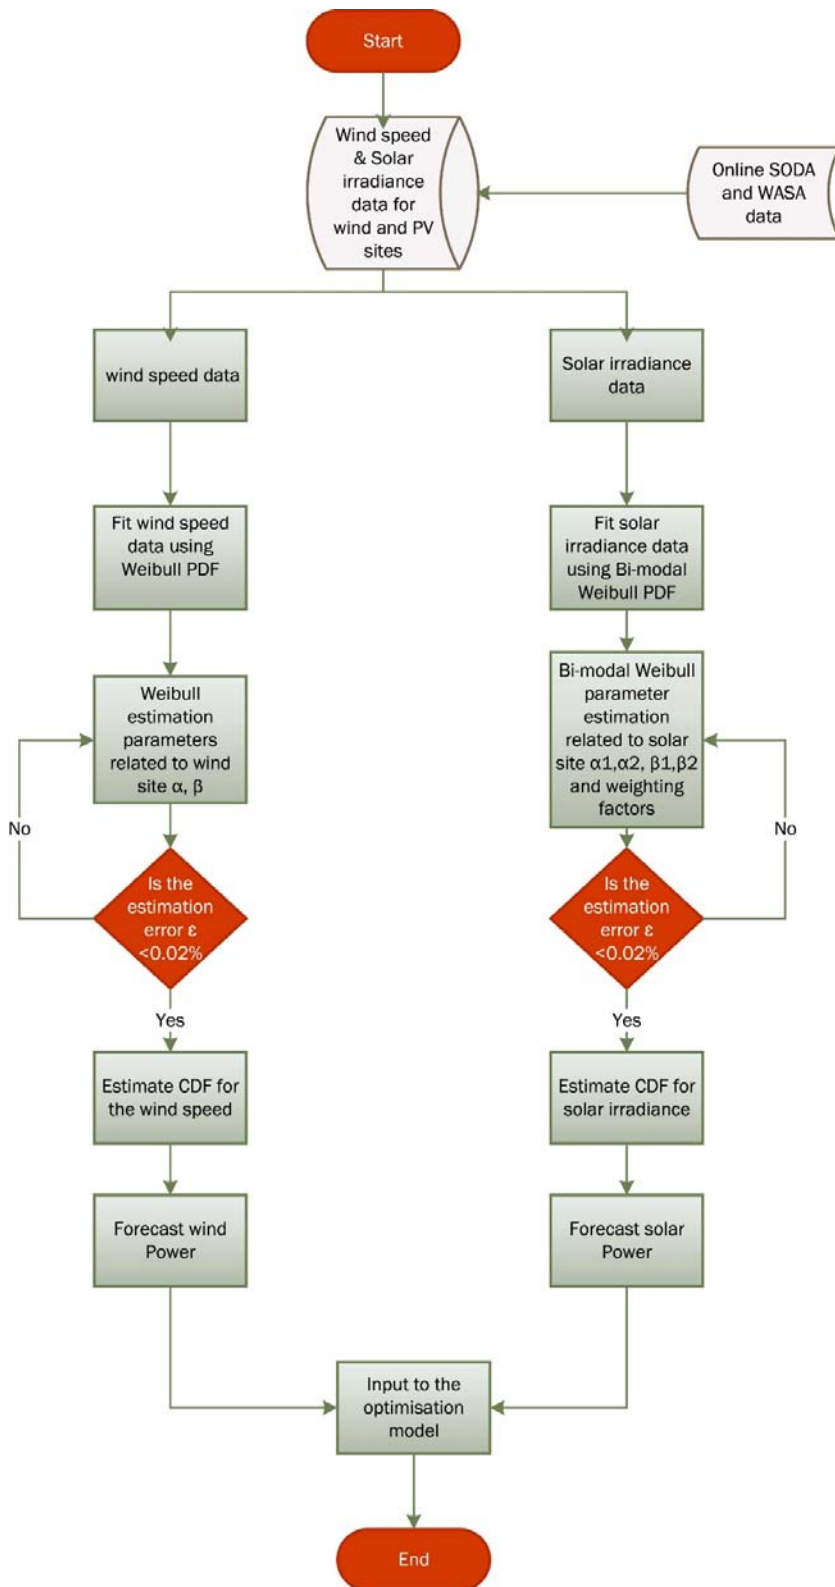 Start
Wind speed
& Solar
irradiance
data for
wind and PV
sites
Online SODA
and WASA
data
wind speed data
Solar irradiance
data
Fit wind speed
data using
Weibull PDF
Fit solar
irradiance data
using Bi-modal
Weibull PDF
Weibull
estimation
parameters
related to wind
site α, β
Bi-modal Weibull
parameter
estimation
related to solar
site α1,α2, β1,β2
and weighting
factors
No
No
Is the
estimation
error ε
<0.02%
Is the
estimation
error ε
<0.02%
Yes
Yes
Estimate CDF for
the wind speed
Estimate CDF for
solar irradiance
Forecast wind
Power
Forecast solar
Power
Input to the
optimisation
model
End